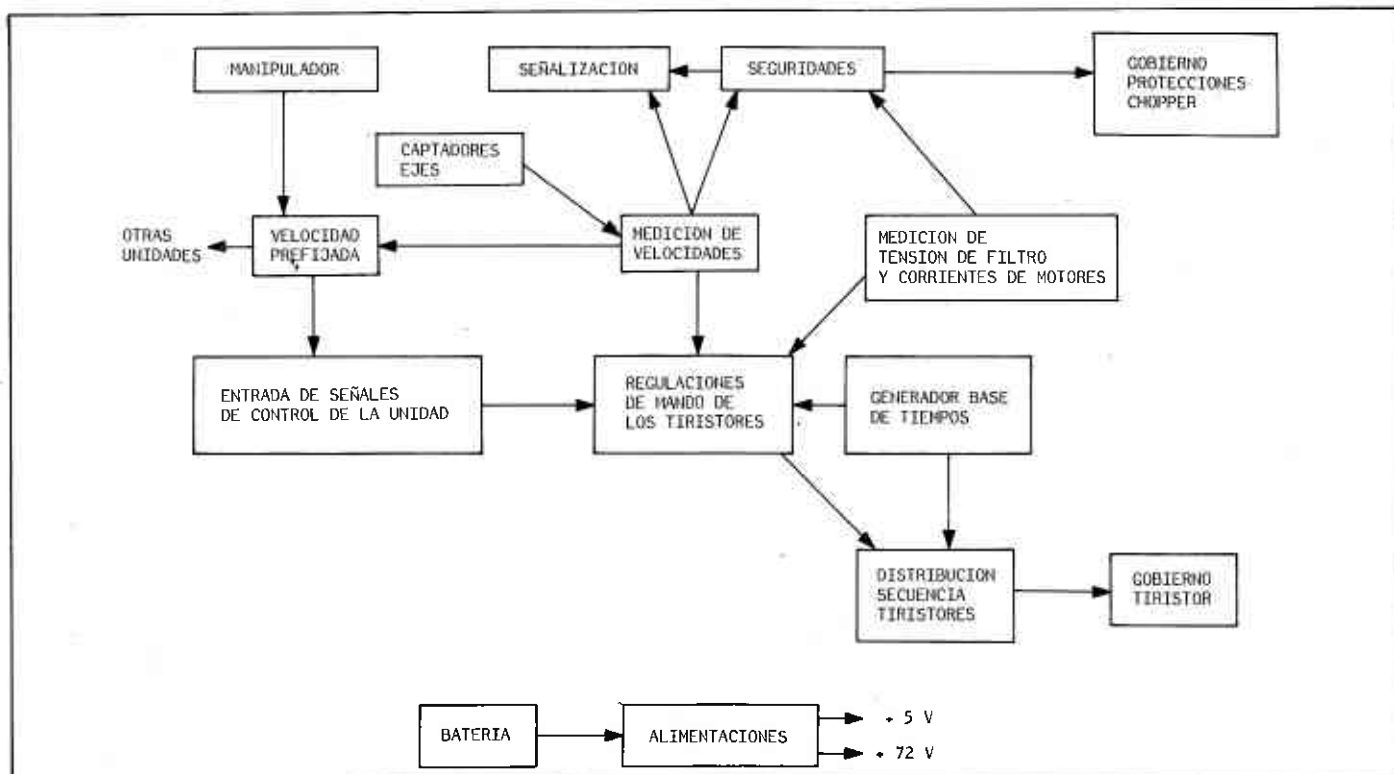 MANIPULADOR
SEÑALIZACION
SEGURIDADES
GOBIERNO
PROTECCIONES
CHOPPER
CAPTADORES
EJES
OTRAS
UNIDADES
VELOCIDAD
PREFIJADA
MEDICION DE
VELOCIDADES
MEDICION DE
TENSION DE FILTRO
Y CORRIENTES DE MOTORES
ENTRADA DE SEÑALES
DE CONTROL DE LA UNIDAD
REGULACIONES
DE MANDO DE
LOS TIRISTORES
GENERADOR BASE
DE TIEMPOS
DISTRIBUCION
SECUENCIA
TIRISTORES
GOBIERNO
TIRISTOR
BATERIA
ALIMENTACIONES
+ 5 V
+ 72 V